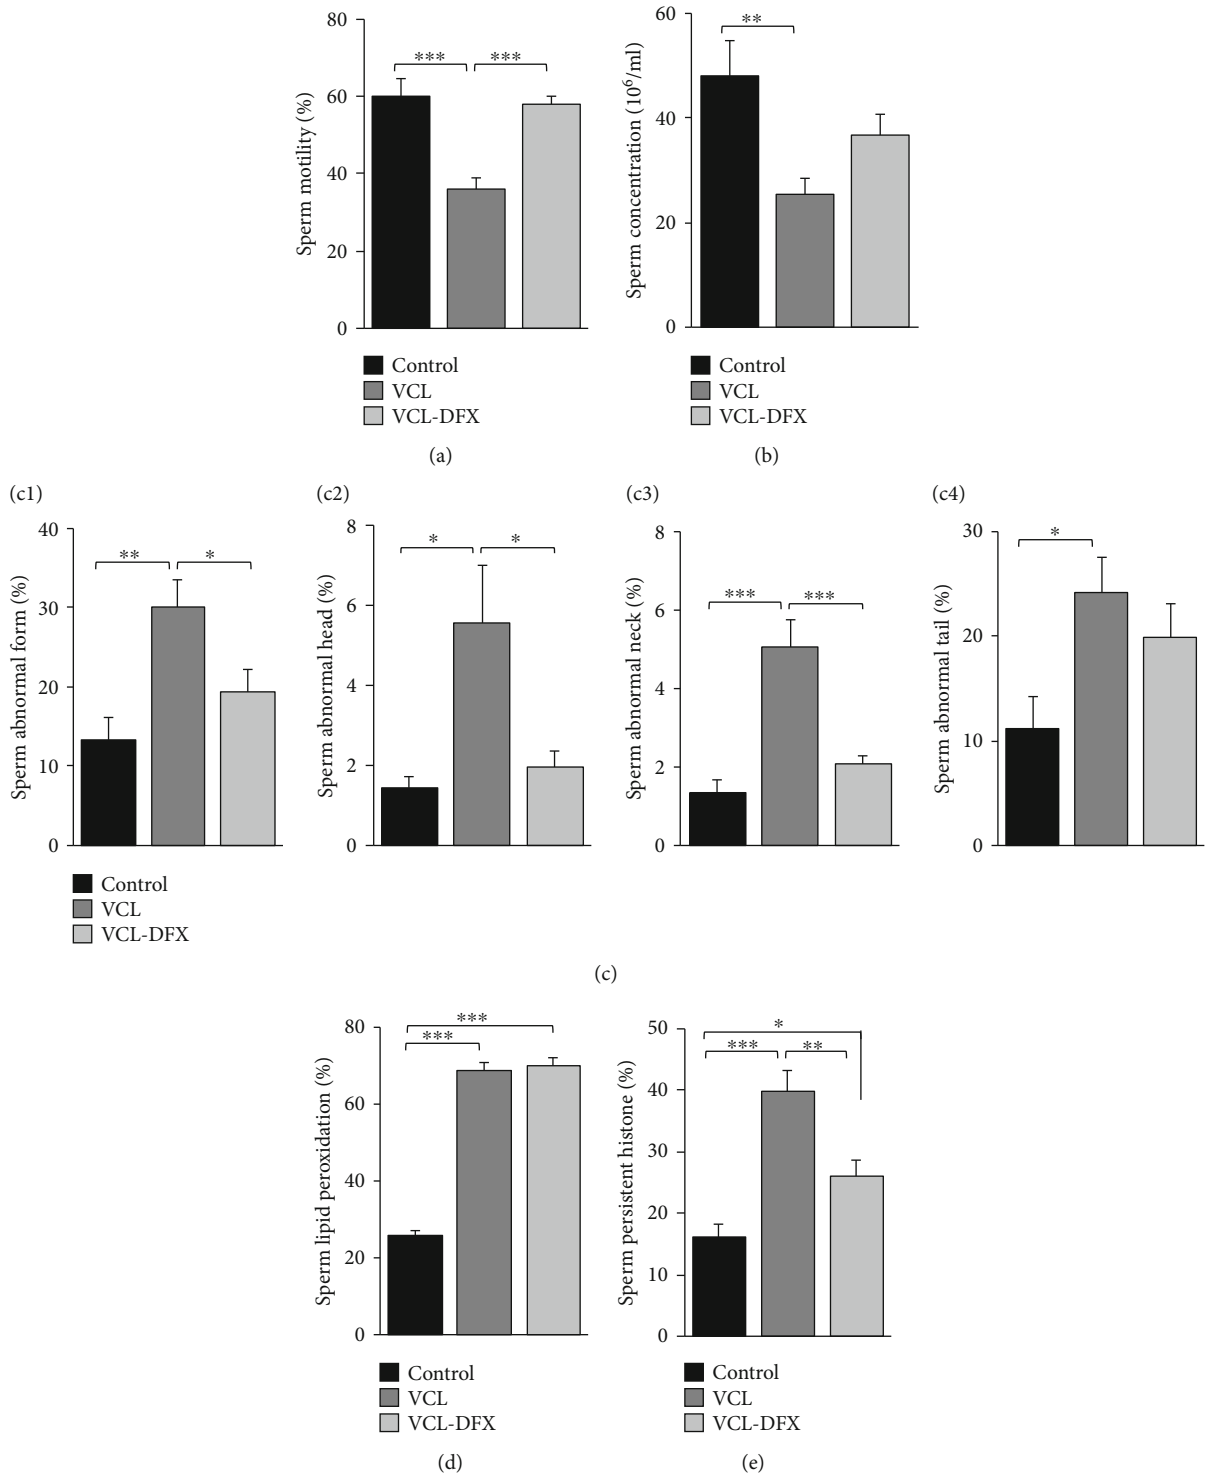 Sperm motility (%)
80
60
40
20
0
***
***
Control
VCL
VCL-DFX
(a)
Sperm concentration (10⁶/ml)
60
40
20
0
**
Control
VCL
VCL-DFX
(b)
(c1)
Sperm abnormal form (%)
40
30
20
10
0
**
*
Control
VCL
VCL-DFX
(c2)
Sperm abnormal head (%)
8
6
4
2
0
*
*
(c3)
Sperm abnormal neck (%)
8
6
4
2
0
***
***
(c4)
Sperm abnormal tail (%)
30
20
10
0
*
(c)
Sperm lipid peroxidation (%)
80
60
40
20
0
***
***
Control
VCL
VCL-DFX
(d)
Sperm persistent histone (%)
50
40
30
20
10
0
*
***
**
Control
VCL
VCL-DFX
(e)